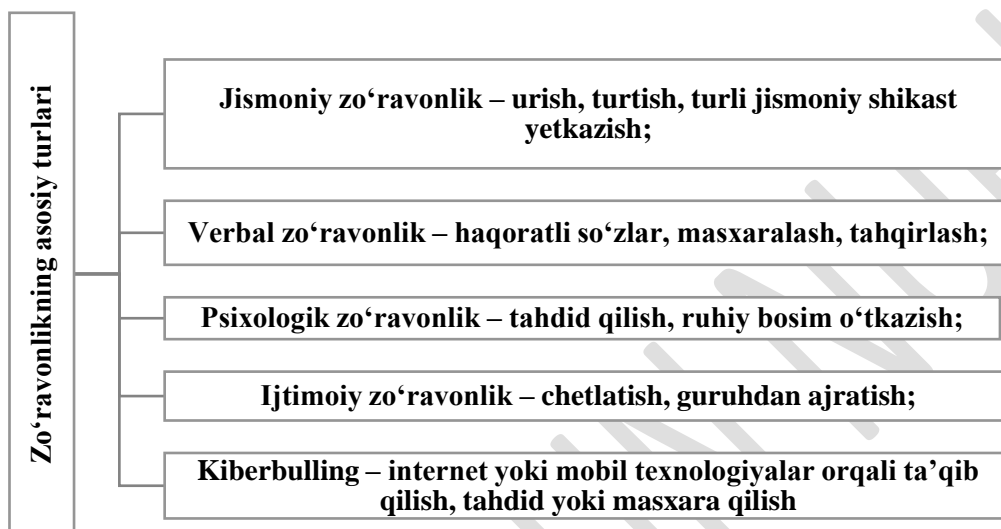 Zo‘ravonlikning asosiy turlari
Jismoniy zo‘ravonlik – urish, turtish, turli jismoniy shikast
yetkazish;
Verbal zo‘ravonlik – haqoratli so‘zlar, masxaralash, tahqirlash;
Psixologik zo‘ravonlik – tahdid qilish, ruhiy bosim o‘tkazish;
Ijtimoiy zo‘ravonlik – chetlatish, guruhdan ajratish;
Kiberbulling – internet yoki mobil texnologiyalar orqali ta’qib
qilish, tahdid yoki masxara qilish